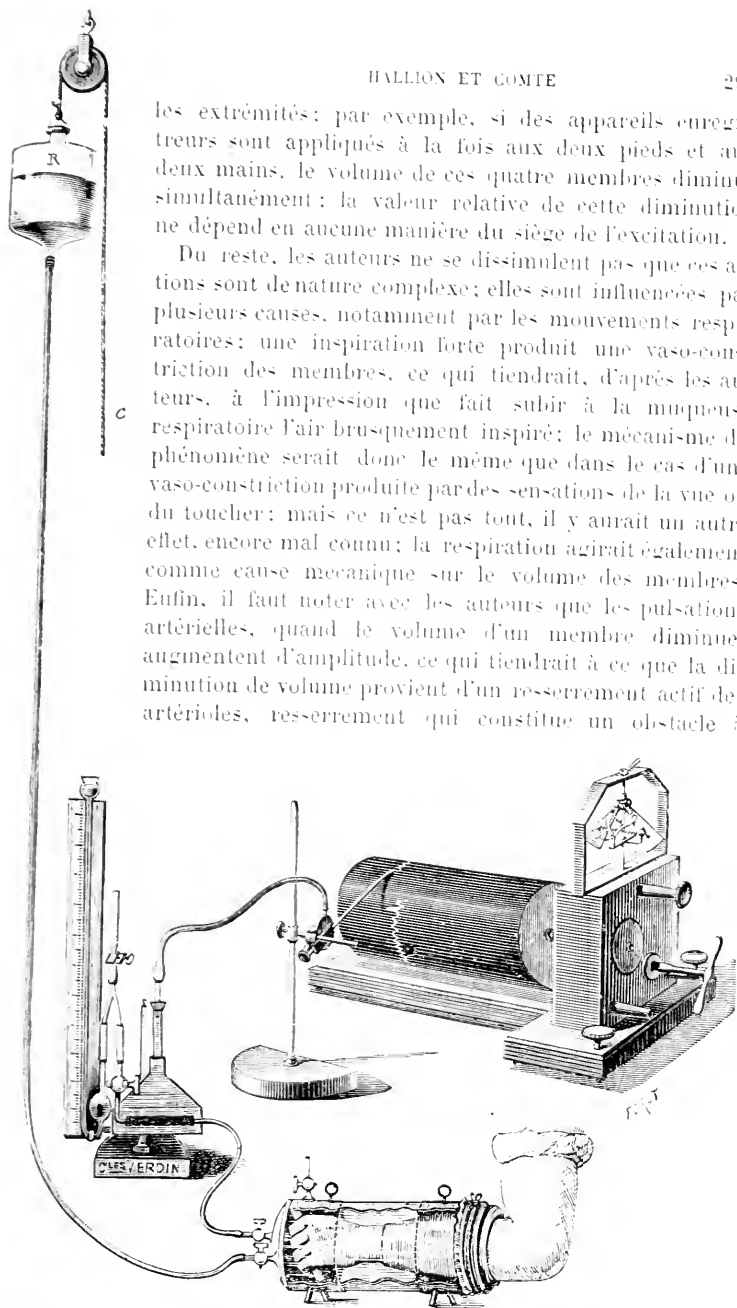 HALLION ET COMTE
R
les extrémités; par exemple, si des appareils enregi
treurs sont appliqués à la fois aux deux pieds et au
deux mains, le volume de ces quatre membres diminu
simultanément; la valeur relative de cette diminutio
ne dépend en aucune manière du siège de l'excitation.
Du reste, les auteurs ne se dissimulent pas que ces a
tions sont de nature complexe; elles sont influencées pa
plusieurs causes, notamment par les mouvements resp
ratoires; une inspiration forte produit une vaso-cons
triction des membres, ce qui tiendrait, d'après les au
teurs, à l'impression que fait subir à la muqueus
respiratoire l'air brusquement inspiré; le mécanisme d
phénomène serait donc le même que dans le cas d'un
vaso-constriction produite par des sensations de la vue o
du toucher; mais ce n'est pas tout, il y aurait un autr
effet, encore mal connu; la respiration agirait égalemen
comme cause mécanique sur le volume des membres
Enfin, il faut noter avec les auteurs que les pulsation
artérielles, quand le volume d'un membre diminue
augmentent d'amplitude, ce qui tiendrait à ce que la di
minution de volume provient d'un resserrement actif de
artérioles, resserrement qui constitue un obstacle à
C
CLES VERDIN